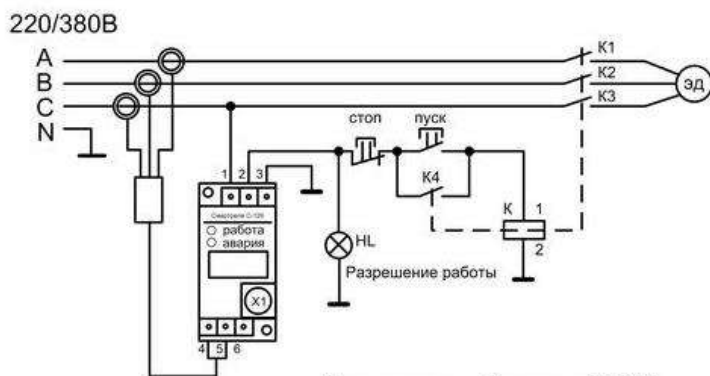 220/380В
A
B
C
N
K1
K2
K3
эд
стоп
пуск
K4
K
1
2
1 2 3
работа
авария
X1
4 5 6
HL
Разрешение работы